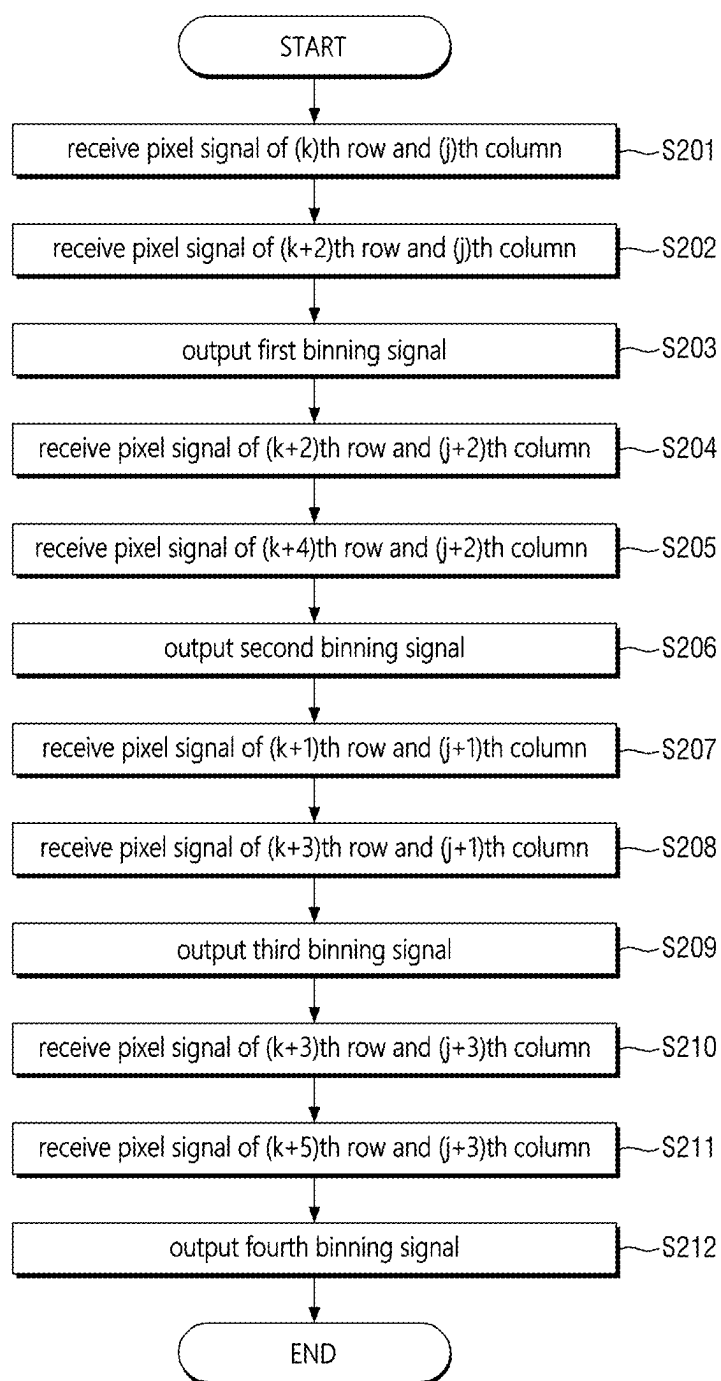 START
receive pixel signal of (k)th row and (j)th column S201
receive pixel signal of (k+2)th row and (j)th column S202
output first binning signal S203
receive pixel signal of (k+2)th row and (j+2)th column S204
receive pixel signal of (k+4)th row and (j+2)th column S205
output second binning signal S206
receive pixel signal of (k+1)th row and (j+1)th column S207
receive pixel signal of (k+3)th row and (j+1)th column S208
output third binning signal S209
receive pixel signal of (k+3)th row and (j+3)th column S210
receive pixel signal of (k+5)th row and (j+3)th column S211
output fourth binning signal S212
END